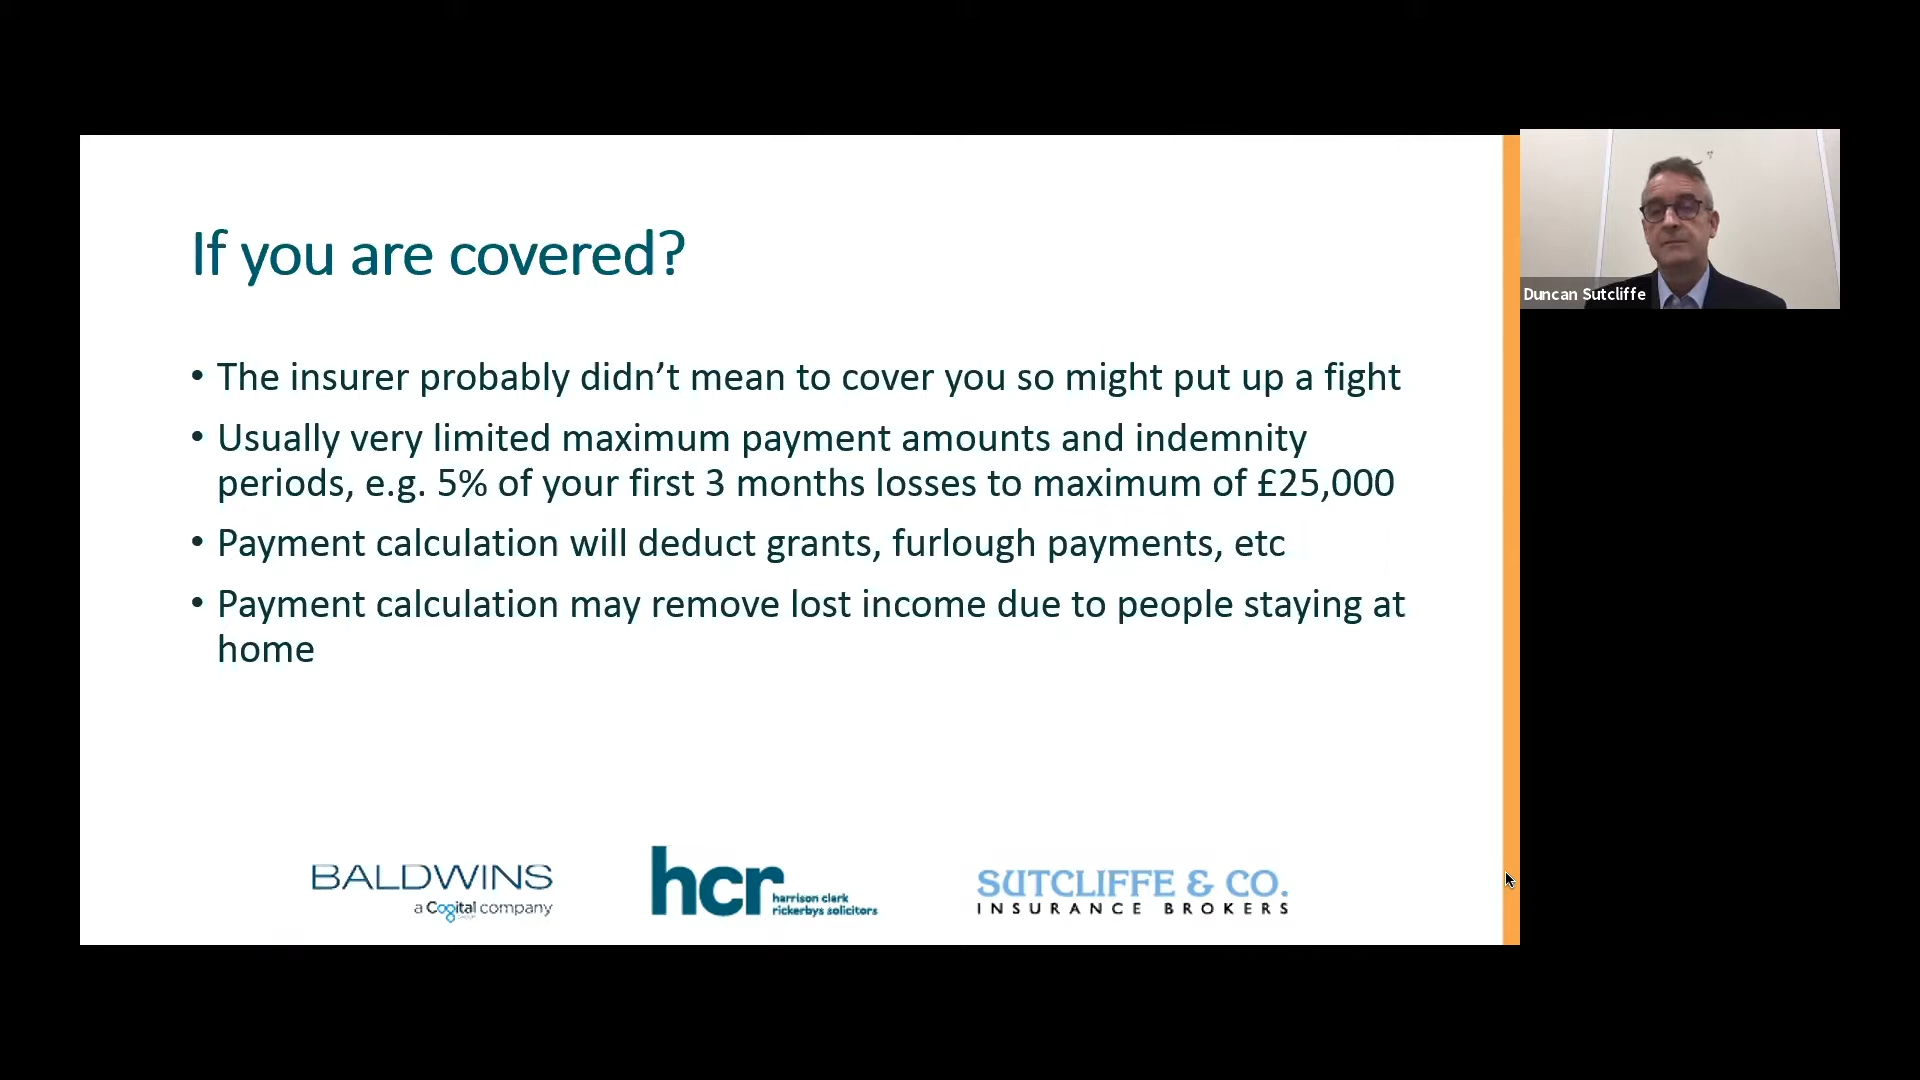 If you are covered?
• The insurer probably didn’t mean to cover you so might put up a fight
• Usually very limited maximum payment amounts and indemnity
periods, e.g. 5% of your first 3 months losses to maximum of £25,000
• Payment calculation will deduct grants, furlough payments, etc
• Payment calculation may remove lost income due to people staying at
home
Duncan Sutcliffe
BALDWINS
a Cogital company
hcr
harrison clark
rickerbys solicitors
SUTCLIFFE & CO.
INSURANCE BROKERS